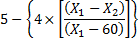 5 − {4 × [(X₁ − X₂)/(X₁ − 60)]}